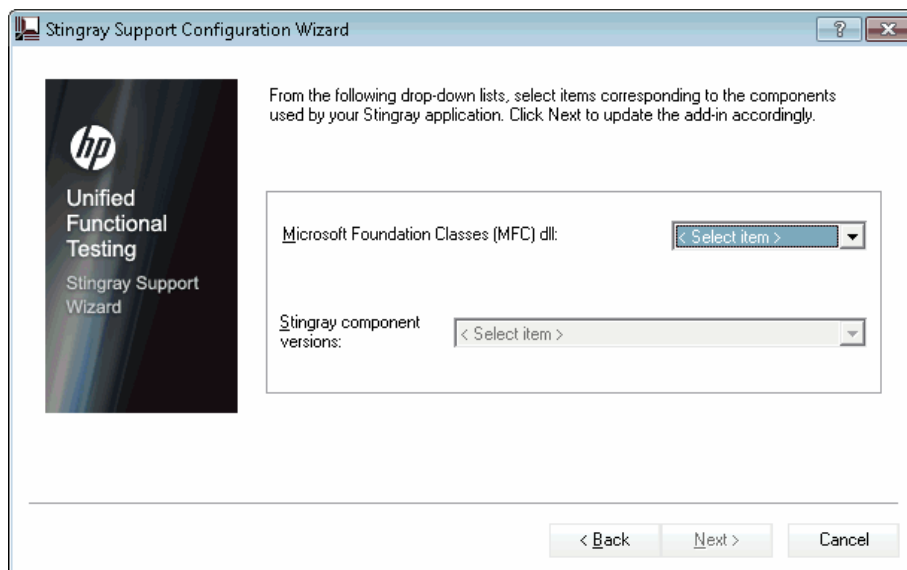 Stingray Support Configuration Wizard
?
From the following drop-down lists, select items corresponding to the components
used by your Stingray application. Click Next to update the add-in accordingly.
hp
Unified
Functional
Testing
Stingray Support
Wizard
Microsoft Foundation Classes (MFC) dll:
< Select item >
Stingray component
versions:
< Select item >
< Back
Next >
Cancel